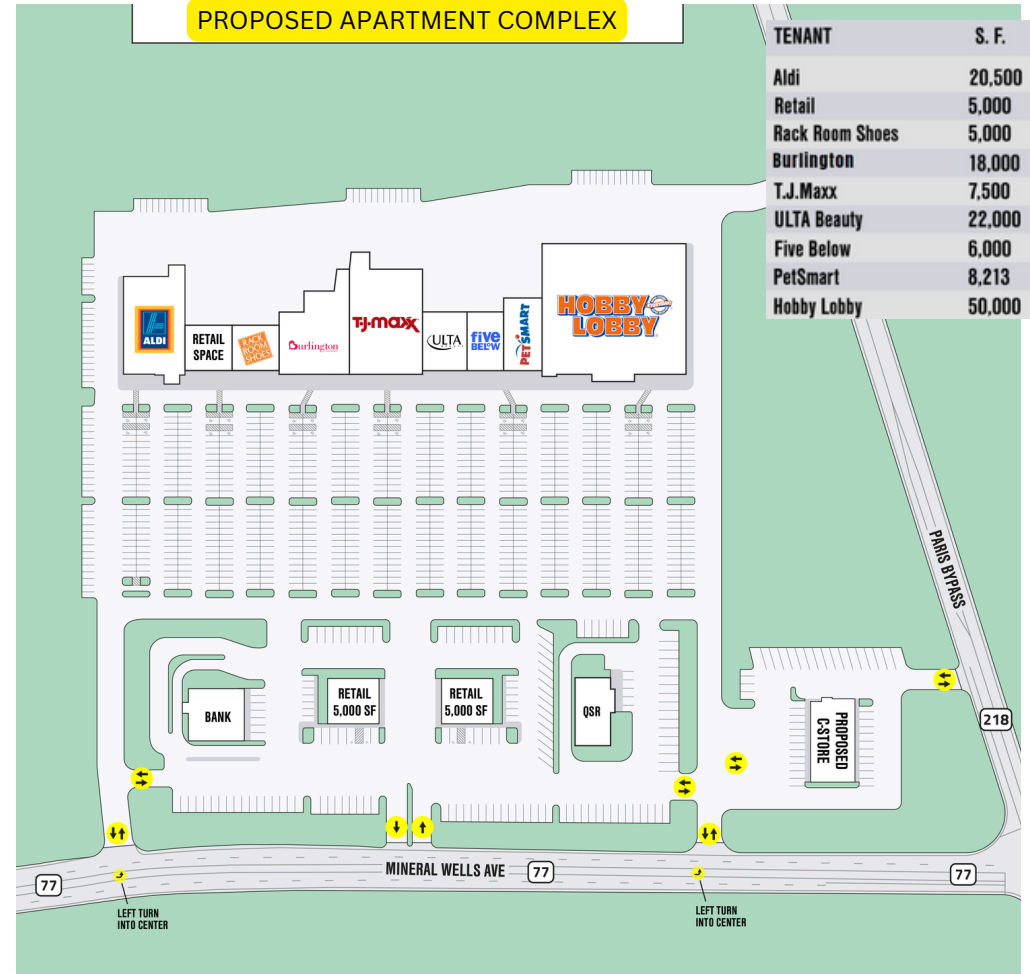 PROPOSED APARTMENT COMPLEX
TENANT S. F.
Aldi 20,500
Retail 5,000
Rack Room Shoes 5,000
Burlington 18,000
T.J.Maxx 7,500
ULTA Beauty 22,000
Five Below 6,000
PetSmart 8,213
Hobby Lobby 50,000
ALDI
RETAIL
SPACE
RACK
ROOM
SHOES
Burlington
T·J·maxx
ULTA
five
BELOW
PETSMART
HOBBY
LOBBY
PARIS BYPASS
218
BANK
RETAIL
5,000 SF
RETAIL
5,000 SF
QSR
PROPOSED
C-STORE
MINERAL WELLS AVE
77
77
77
LEFT TURN
INTO CENTER
LEFT TURN
INTO CENTER